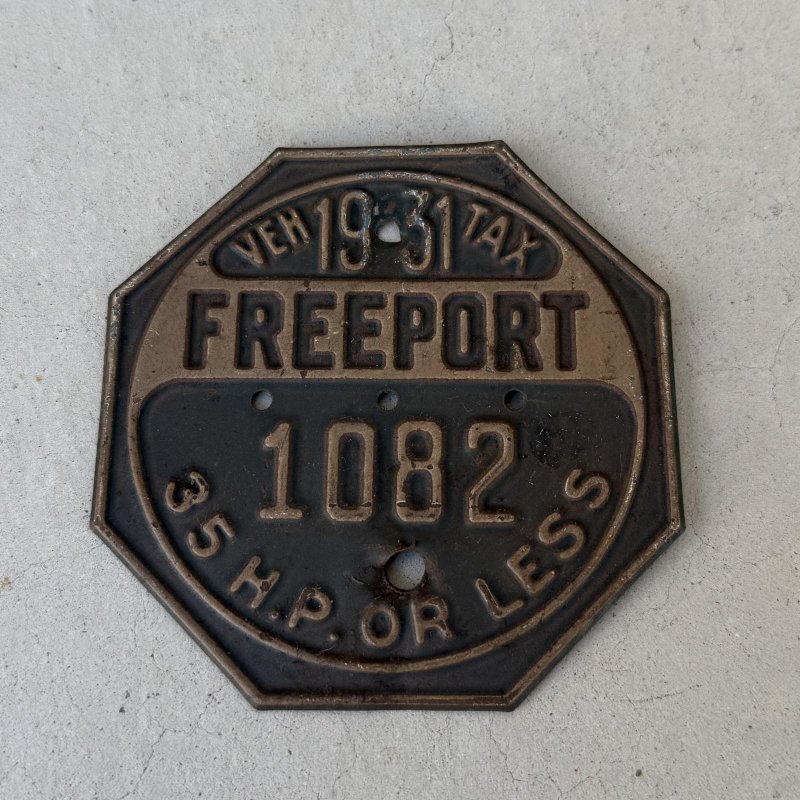 VEH 1931 TAX
FREEPORT
1082
35 H.P. OR LESS